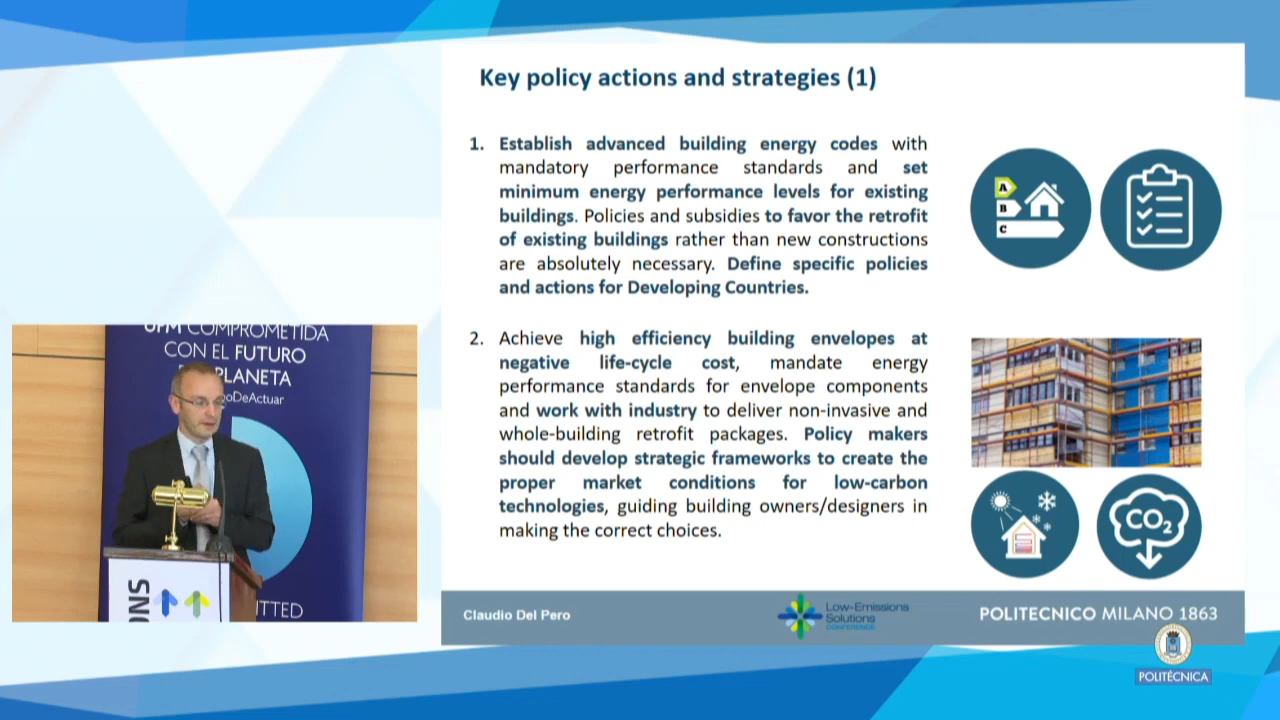 Key policy actions and strategies (1)
1. Establish advanced building energy codes with
mandatory performance standards and set
minimum energy performance levels for existing
buildings. Policies and subsidies to favor the retrofit
of existing buildings rather than new constructions
are absolutely necessary. Define specific policies
and actions for Developing Countries.
2. Achieve high efficiency building envelopes at
negative life-cycle cost, mandate energy
performance standards for envelope components
and work with industry to deliver non-invasive and
whole-building retrofit packages. Policy makers
should develop strategic frameworks to create the
proper market conditions for low-carbon
technologies, guiding building owners/designers in
making the correct choices.
A
B
C
CO2
UPM COMPROMETIDA
CON EL FUTURO
PLANETA
oDeActuar
ONS
ITTED
Claudio Del Pero
Low-Emissions
Solutions
CONFERENCE
POLITECNICO MILANO 1863
POLITÉCNICA